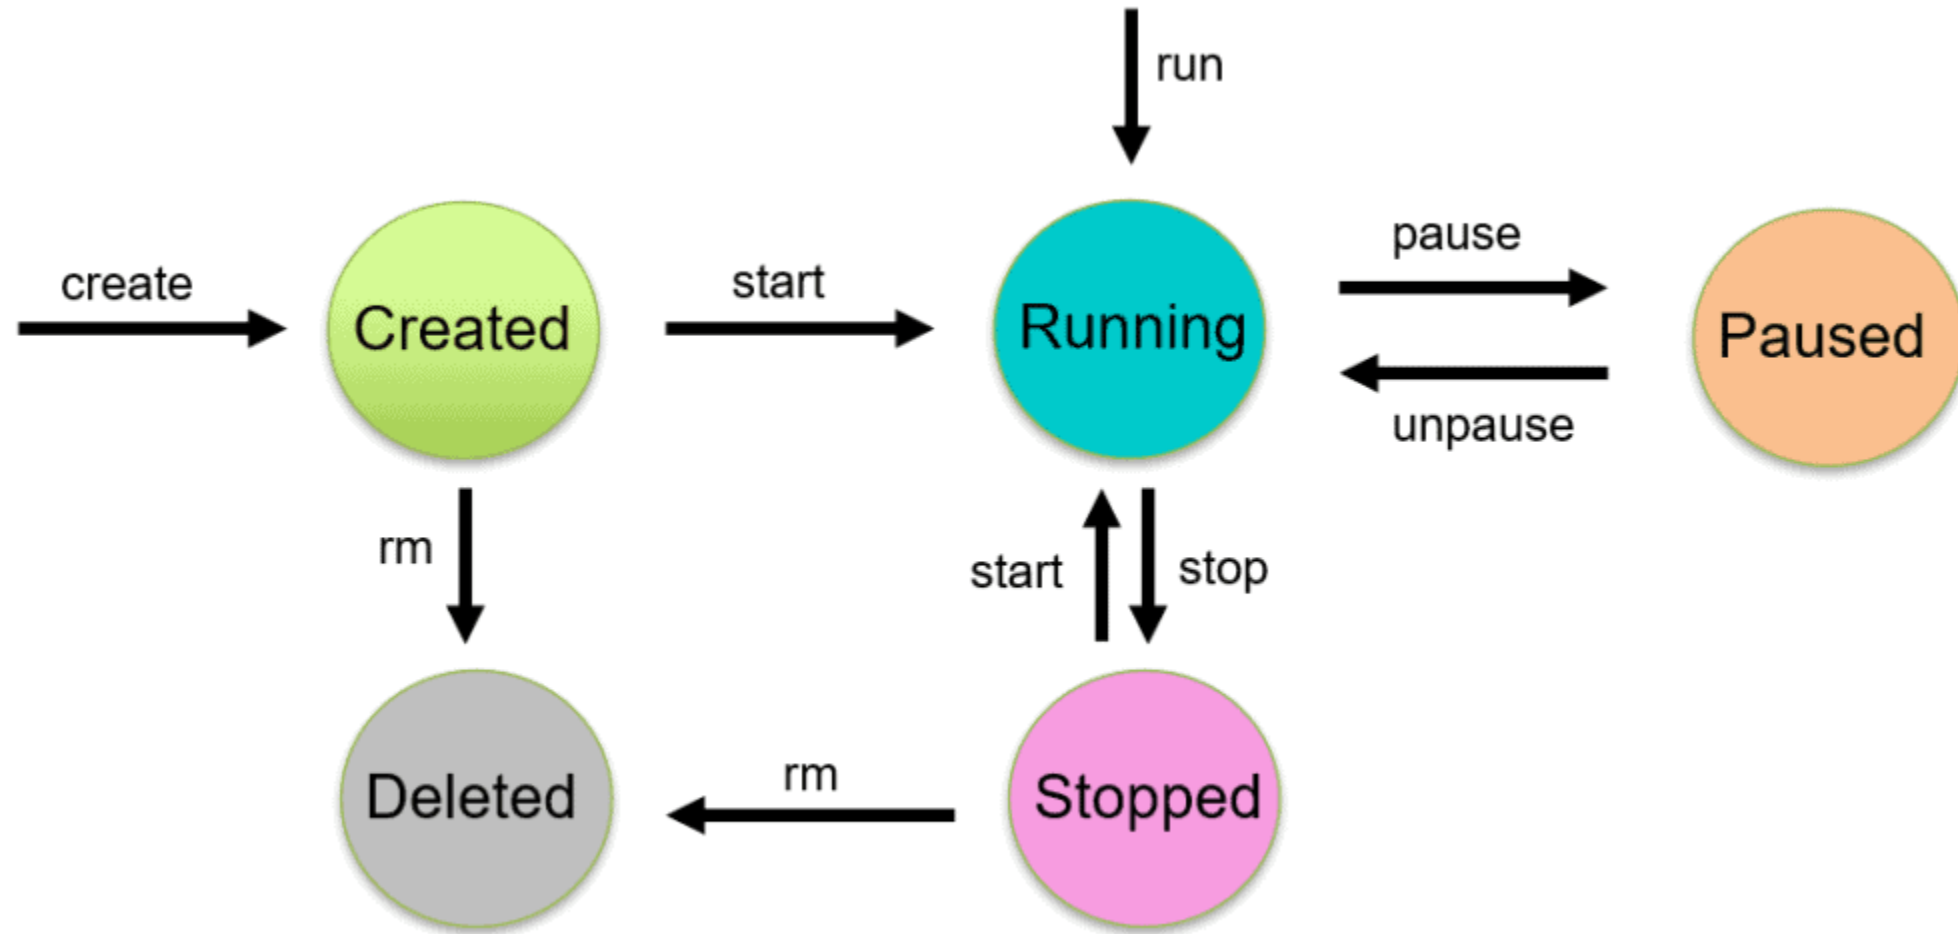 run
create
Created
start
Running
pause
unpause
Paused
rm
start
stop
Deleted
rm
Stopped